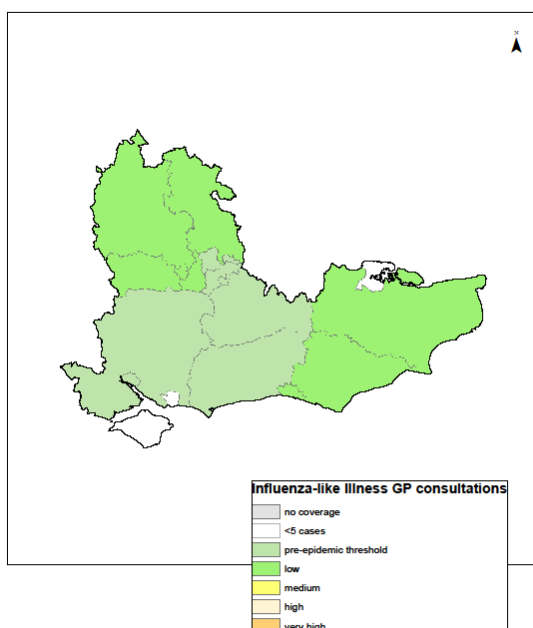 N
Influenza-like Illness GP consultations
no coverage
<5 cases
pre-epidemic threshold
low
medium
high
very high